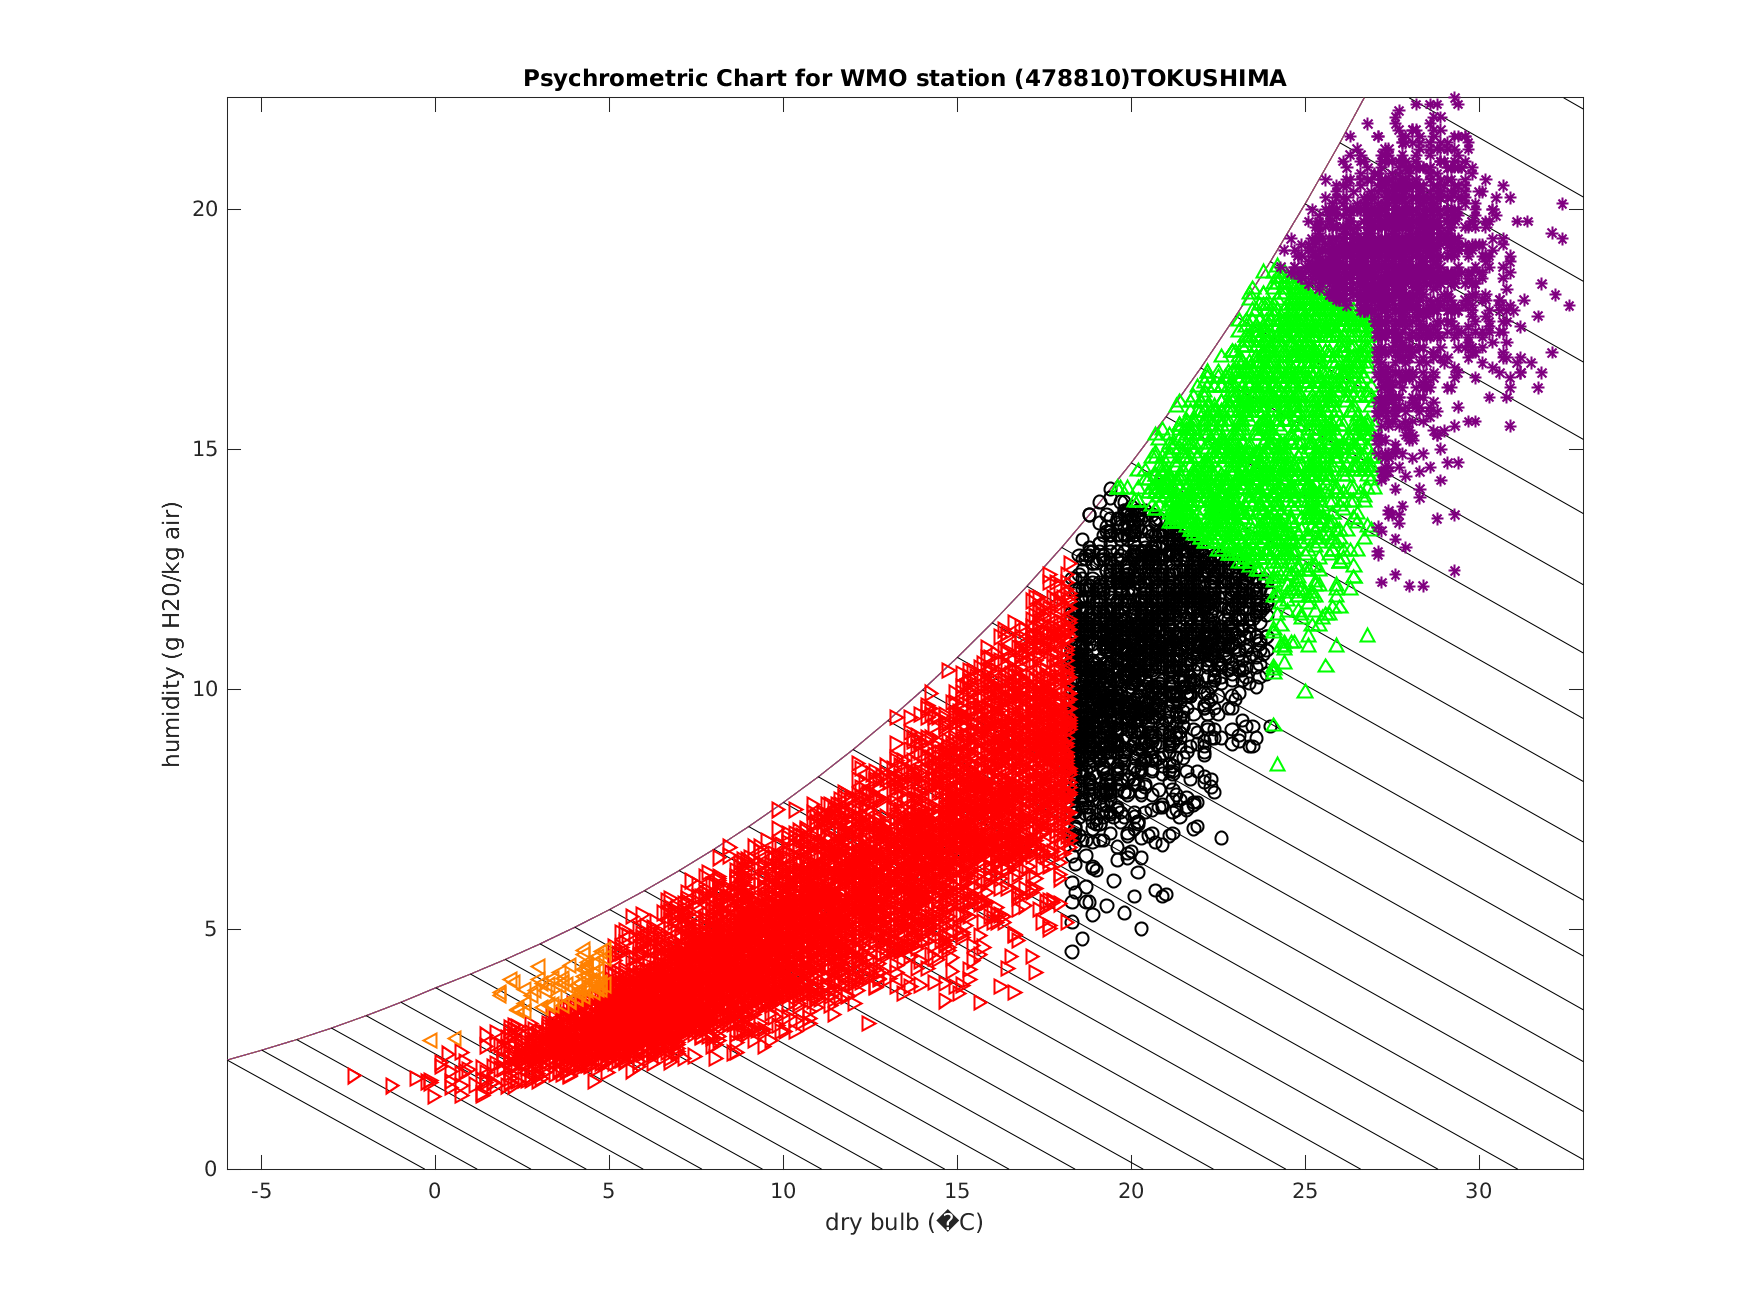 Psychrometric Chart for WMO station (478810)TOKUSHIMA
humidity (g H20/kg air)
20
15
10
5
0
-5 0 5 10 15 20 25 30
dry bulb (�C)